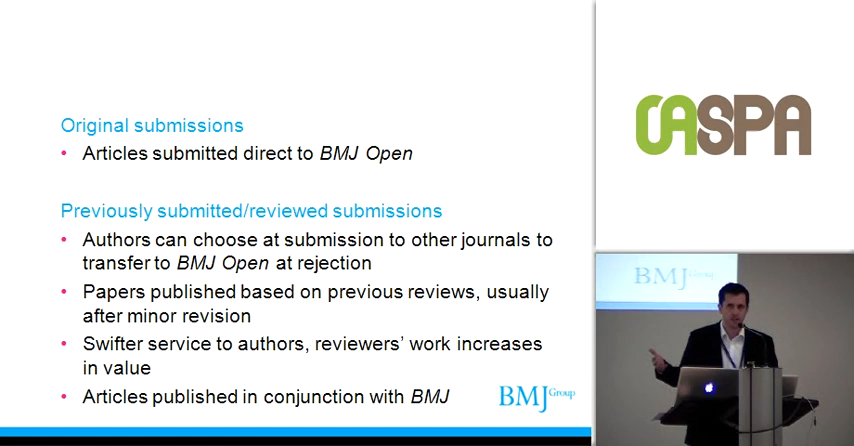 Original submissions
• Articles submitted direct to BMJ Open
Previously submitted/reviewed submissions
• Authors can choose at submission to other journals to
transfer to BMJ Open at rejection
• Papers published based on previous reviews, usually
after minor revision
• Swifter service to authors, reviewers’ work increases
in value
• Articles published in conjunction with BMJ
BMJ Group
OASPA
BMJ Group